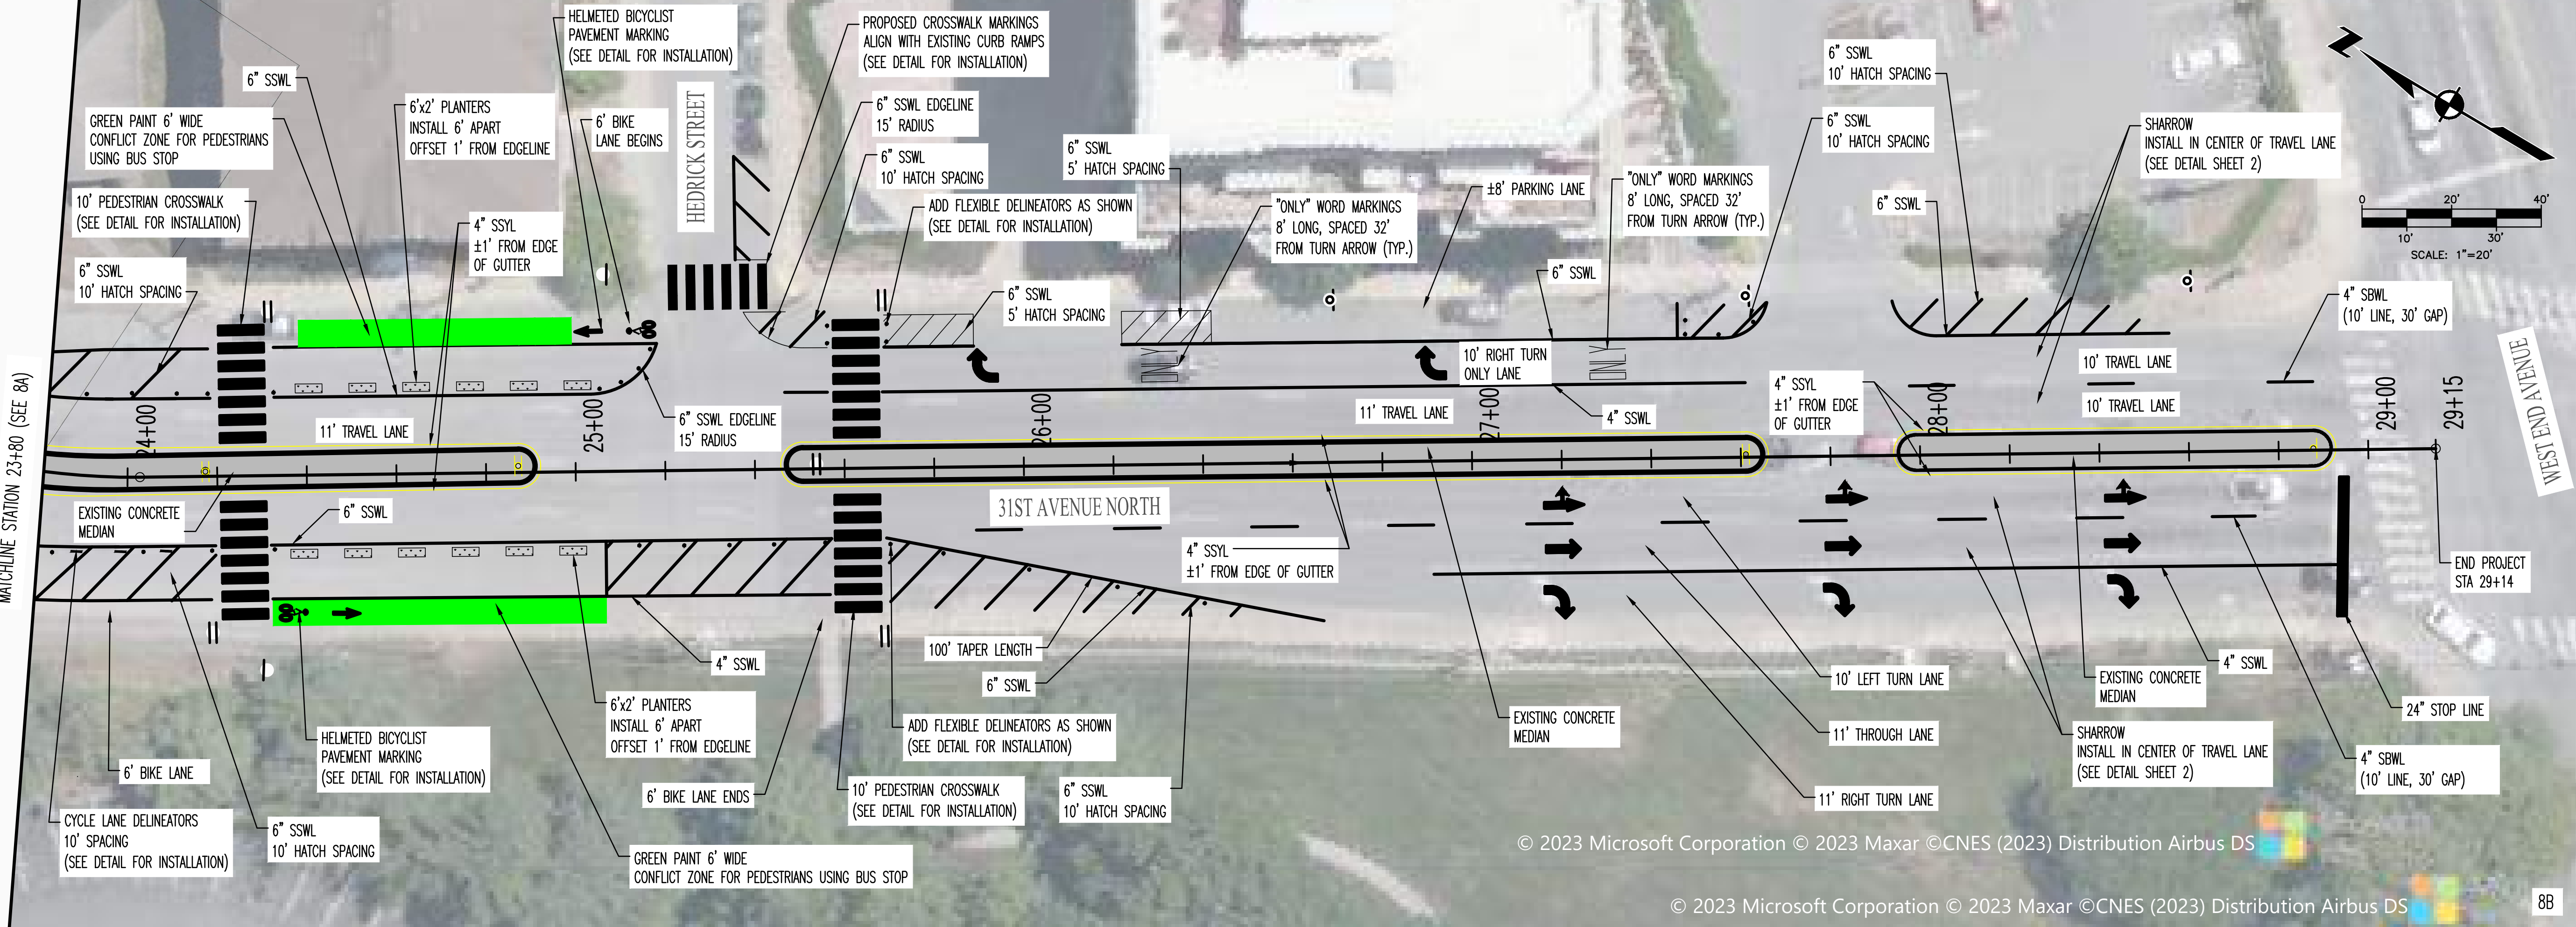 HELMETED BICYCLIST
PAVEMENT MARKING
(SEE DETAIL FOR INSTALLATION)
PROPOSED CROSSWALK MARKINGS
ALIGN WITH EXISTING CURB RAMPS
(SEE DETAIL FOR INSTALLATION)
6" SSWL
10' HATCH SPACING
6" SSWL
GREEN PAINT 6' WIDE
CONFLICT ZONE FOR PEDESTRIANS
USING BUS STOP
6'x2' PLANTERS
INSTALL 6' APART
OFFSET 1' FROM EDGELINE
6' BIKE
LANE BEGINS
HEDRICK STREET
6" SSWL EDGELINE
15' RADIUS
6" SSWL
10' HATCH SPACING
6" SSWL
5' HATCH SPACING
6" SSWL
10' HATCH SPACING
SHARROW
INSTALL IN CENTER OF TRAVEL LANE
(SEE DETAIL SHEET 2)
Z
10' PEDESTRIAN CROSSWALK
(SEE DETAIL FOR INSTALLATION)
4" SSYL
±1' FROM EDGE
OF GUTTER
ADD FLEXIBLE DELINEATORS AS SHOWN
(SEE DETAIL FOR INSTALLATION)
"ONLY" WORD MARKINGS
8' LONG, SPACED 32'
FROM TURN ARROW (TYP.)
±8' PARKING LANE
"ONLY" WORD MARKINGS
8' LONG, SPACED 32'
FROM TURN ARROW (TYP.)
6" SSWL
0 20' 40'
10' 30'
SCALE: 1"=20'
6" SSWL
10' HATCH SPACING
6" SSWL
5' HATCH SPACING
6" SSWL
4" SBWL
(10' LINE, 30' GAP)
ONLY
ONLY
10' RIGHT TURN
ONLY LANE
10' TRAVEL LANE
10' TRAVEL LANE
WEST END AVENUE
MATCHLINE STATION 23+80 (SEE 8A)
24+00
11' TRAVEL LANE
25+00
6" SSWL EDGELINE
15' RADIUS
26+00
11' TRAVEL LANE
27+00
4" SSWL
4" SSYL
±1' FROM EDGE
OF GUTTER
28+00
29+00
29+15
EXISTING CONCRETE
MEDIAN
6" SSWL
31ST AVENUE NORTH
4" SSYL
±1' FROM EDGE OF GUTTER
END PROJECT
STA 29+14
4" SSWL
100' TAPER LENGTH
6" SSWL
10' LEFT TURN LANE
EXISTING CONCRETE
MEDIAN
4" SSWL
24" STOP LINE
6'x2' PLANTERS
INSTALL 6' APART
OFFSET 1' FROM EDGELINE
ADD FLEXIBLE DELINEATORS AS SHOWN
(SEE DETAIL FOR INSTALLATION)
EXISTING CONCRETE
MEDIAN
11' THROUGH LANE
SHARROW
INSTALL IN CENTER OF TRAVEL LANE
(SEE DETAIL SHEET 2)
4" SBWL
(10' LINE, 30' GAP)
HELMETED BICYCLIST
PAVEMENT MARKING
(SEE DETAIL FOR INSTALLATION)
6' BIKE LANE
6' BIKE LANE ENDS
10' PEDESTRIAN CROSSWALK
(SEE DETAIL FOR INSTALLATION)
6" SSWL
10' HATCH SPACING
11' RIGHT TURN LANE
CYCLE LANE DELINEATORS
10' SPACING
(SEE DETAIL FOR INSTALLATION)
6" SSWL
10' HATCH SPACING
GREEN PAINT 6' WIDE
CONFLICT ZONE FOR PEDESTRIANS USING BUS STOP
© 2023 Microsoft Corporation © 2023 Maxar ©CNES (2023) Distribution Airbus DS
© 2023 Microsoft Corporation © 2023 Maxar ©CNES (2023) Distribution Airbus DS
8B